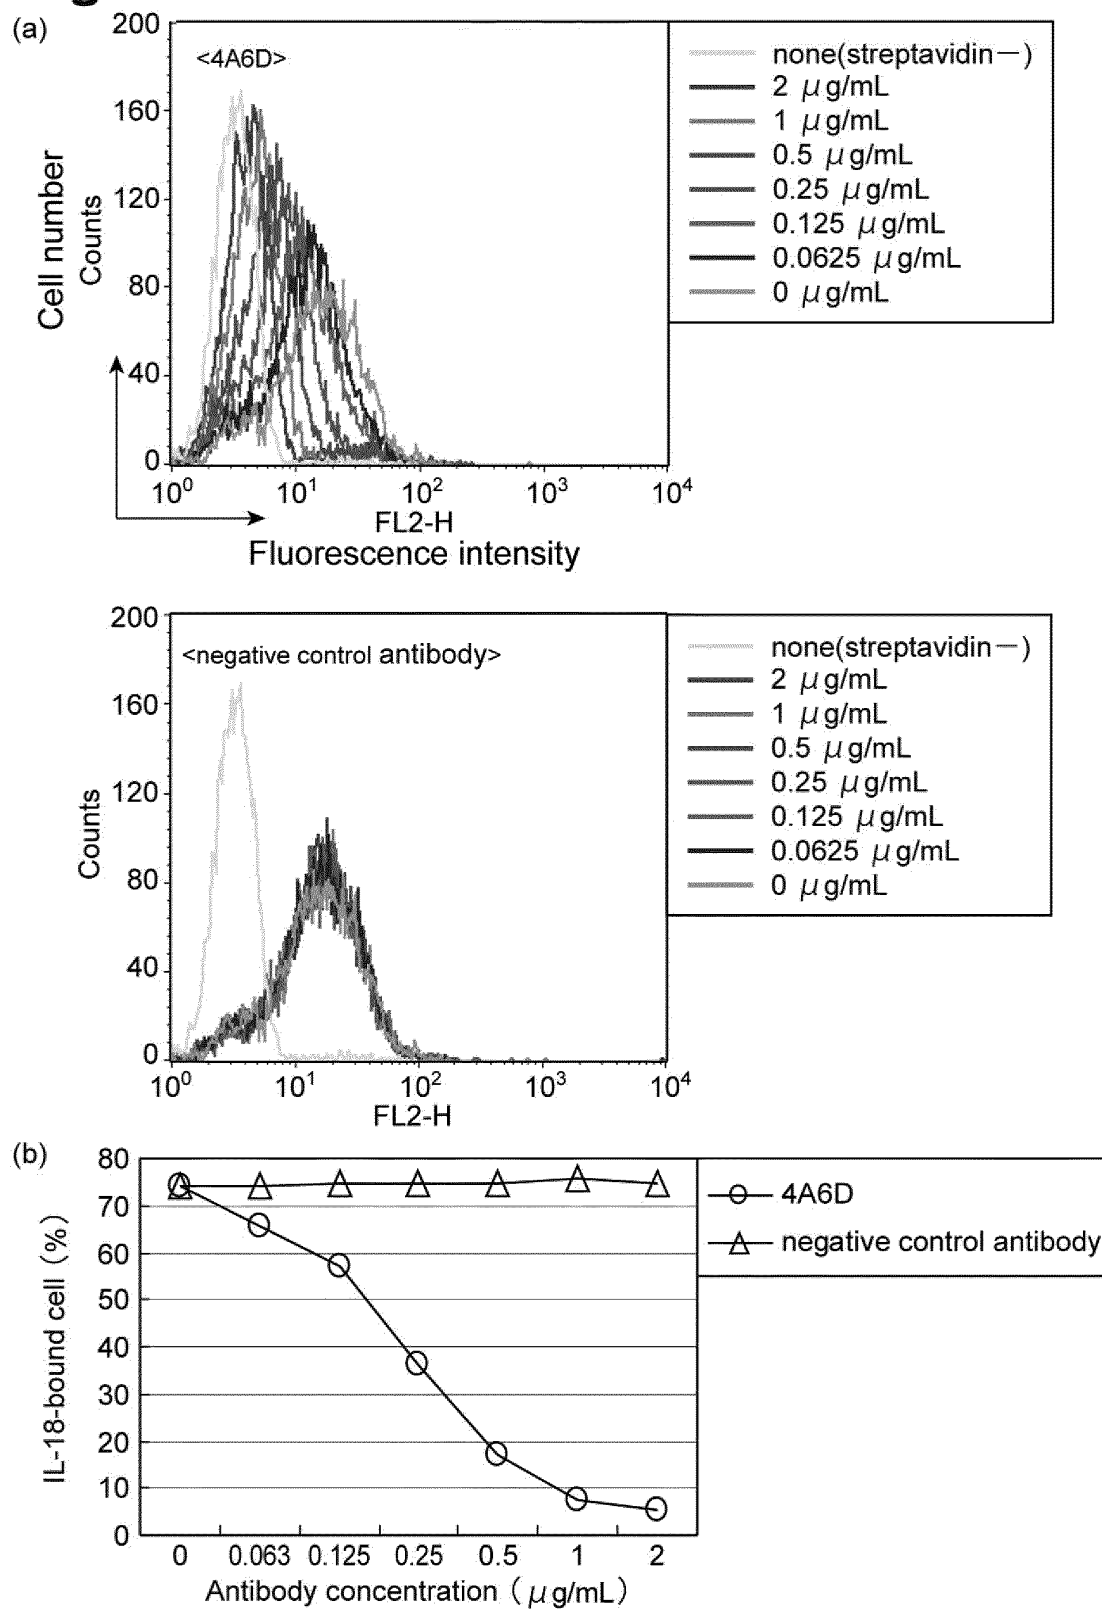 (a)
200
160
120
80
40
0
Cell number
Counts
<4A6D>
10⁰ 10¹ 10² 10³ 10⁴
FL2-H
Fluorescence intensity
none(streptavidin－)
2 μg/mL
1 μg/mL
0.5 μg/mL
0.25 μg/mL
0.125 μg/mL
0.0625 μg/mL
0 μg/mL
200
160
120
80
40
0
Counts
<negative control antibody>
10⁰ 10¹ 10² 10³ 10⁴
FL2-H
none(streptavidin－)
2 μg/mL
1 μg/mL
0.5 μg/mL
0.25 μg/mL
0.125 μg/mL
0.0625 μg/mL
0 μg/mL
(b)
80
70
60
50
40
30
20
10
0
IL-18-bound cell (%)
0 0.063 0.125 0.25 0.5 1 2
Antibody concentration (μg/mL)
4A6D
negative control antibody